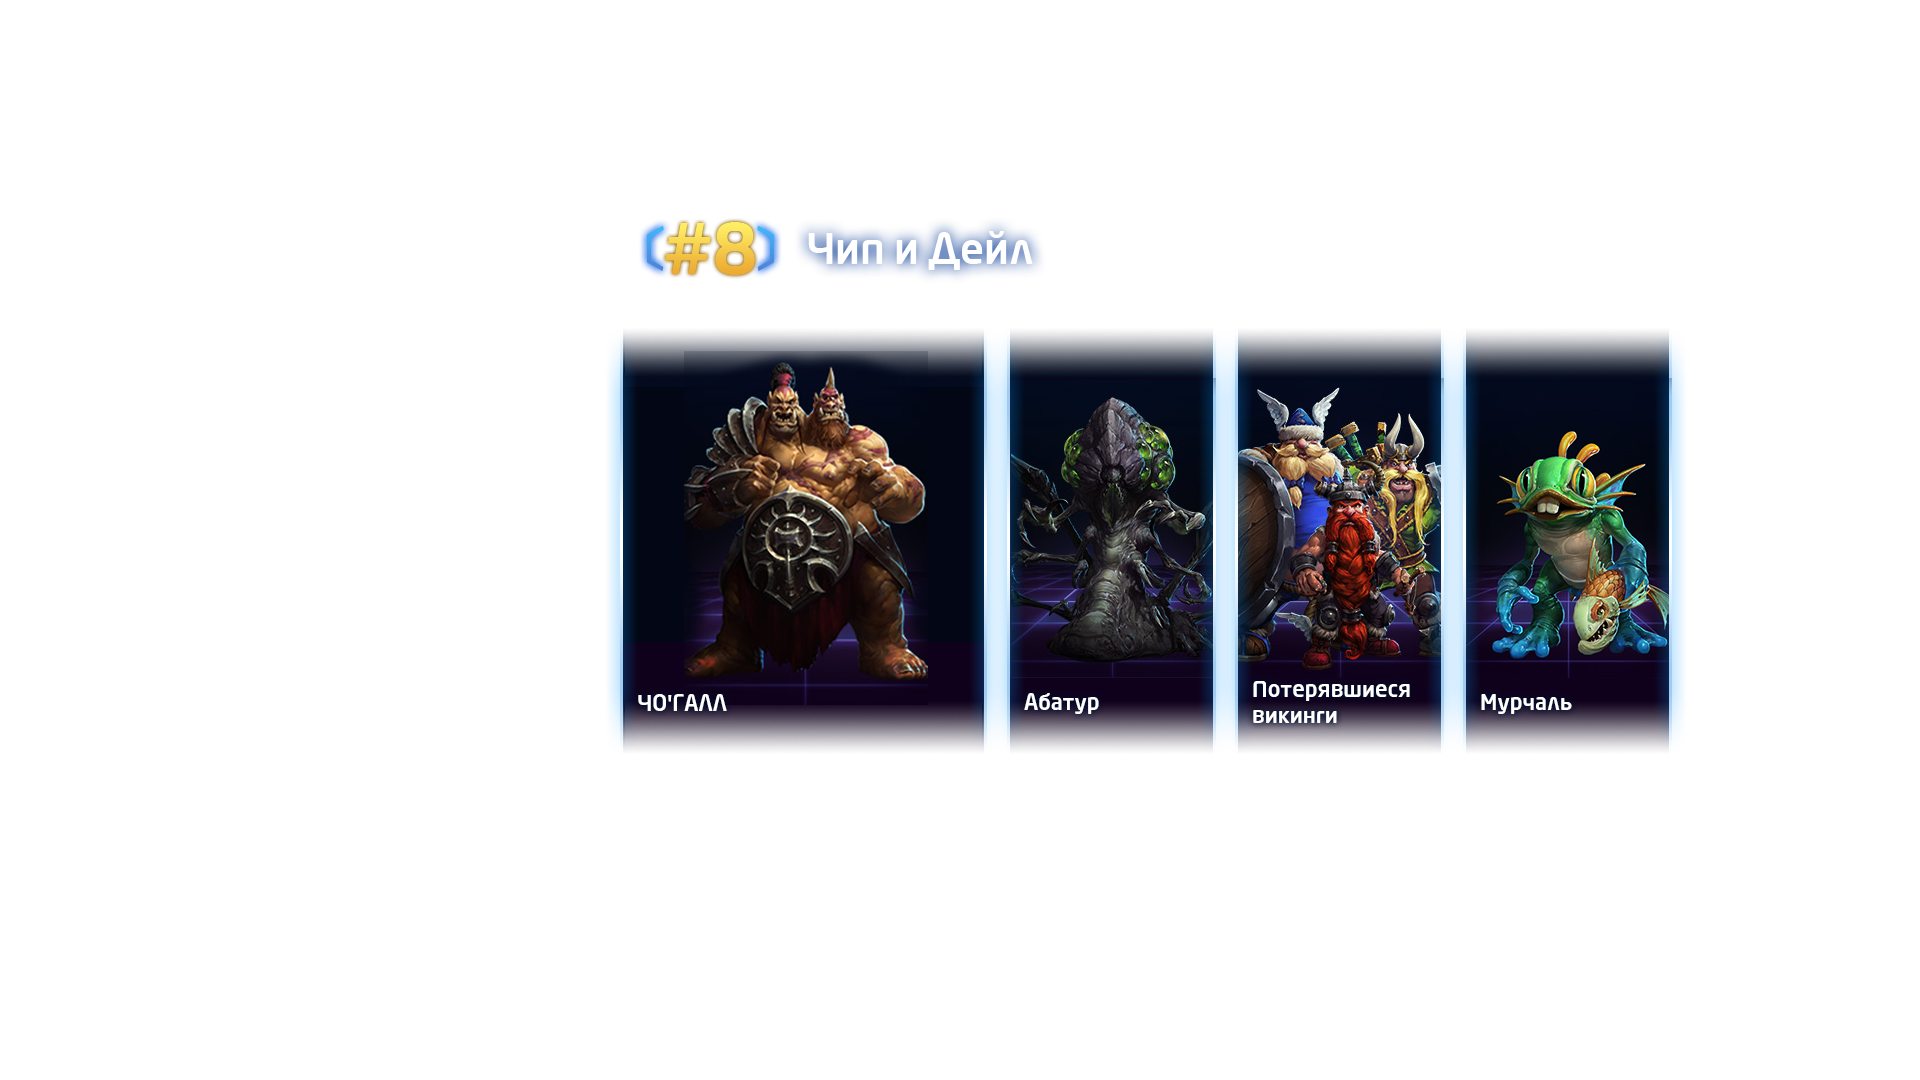 #8 Чип и Дейл
ЧО'ГАЛЛ
Абатур
Потерявшиеся
викинги
Мурчаль